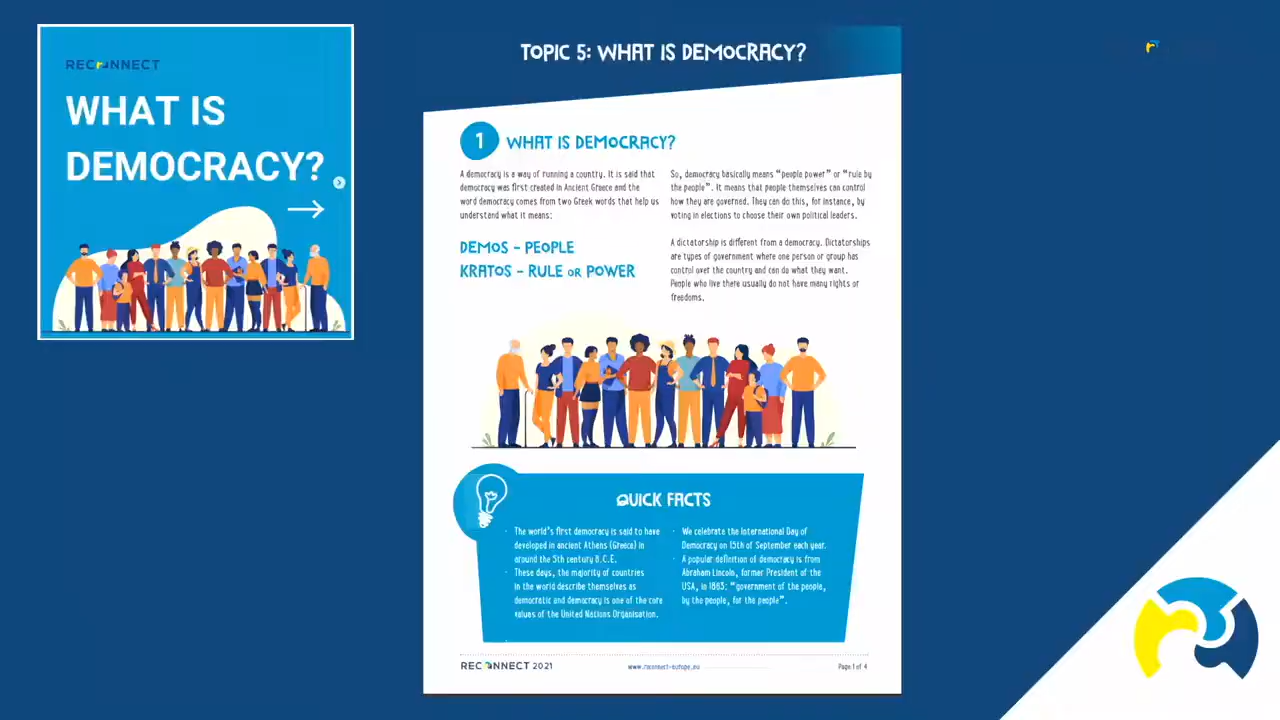 RECONNECT
WHAT IS
DEMOCRACY?
TOPIC 5: WHAT IS DEMOCRACY?
1 WHAT IS DEMOCRACY?
A democracy is a way of running a country. It is said that
democracy was first created in Ancient Greece and the
word democracy comes from two Greek words that help us
understand what it means:
DEMOS - PEOPLE
KRATOS - RULE OR POWER
So, democracy basically means "people power" or "rule by
the people". It means that people themselves can control
how they are governed. They can do this, for instance, by
voting in elections to choose their own political leaders.
A dictatorship is different from a democracy. Dictatorships
are types of government where one person or group has
control over the country and can do what they want.
People who live there usually do not have many rights or
freedoms.
QUICK FACTS
· The world's first democracy is said to have
developed in ancient Athens (Greece) in
around the 5th century B.C.E.
· These days, the majority of countries
in the world describe themselves as
democratic and democracy is one of the core
values of the United Nations Organisation.
· We celebrate the International Day of
Democracy on 15th of September each year.
· A popular definition of democracy is from
Abraham Lincoln, former President of the
USA, in 1863: "government of the people,
by the people, for the people".
RECONNECT 2021
www.reconnect-europe.eu
Page 1 of 4